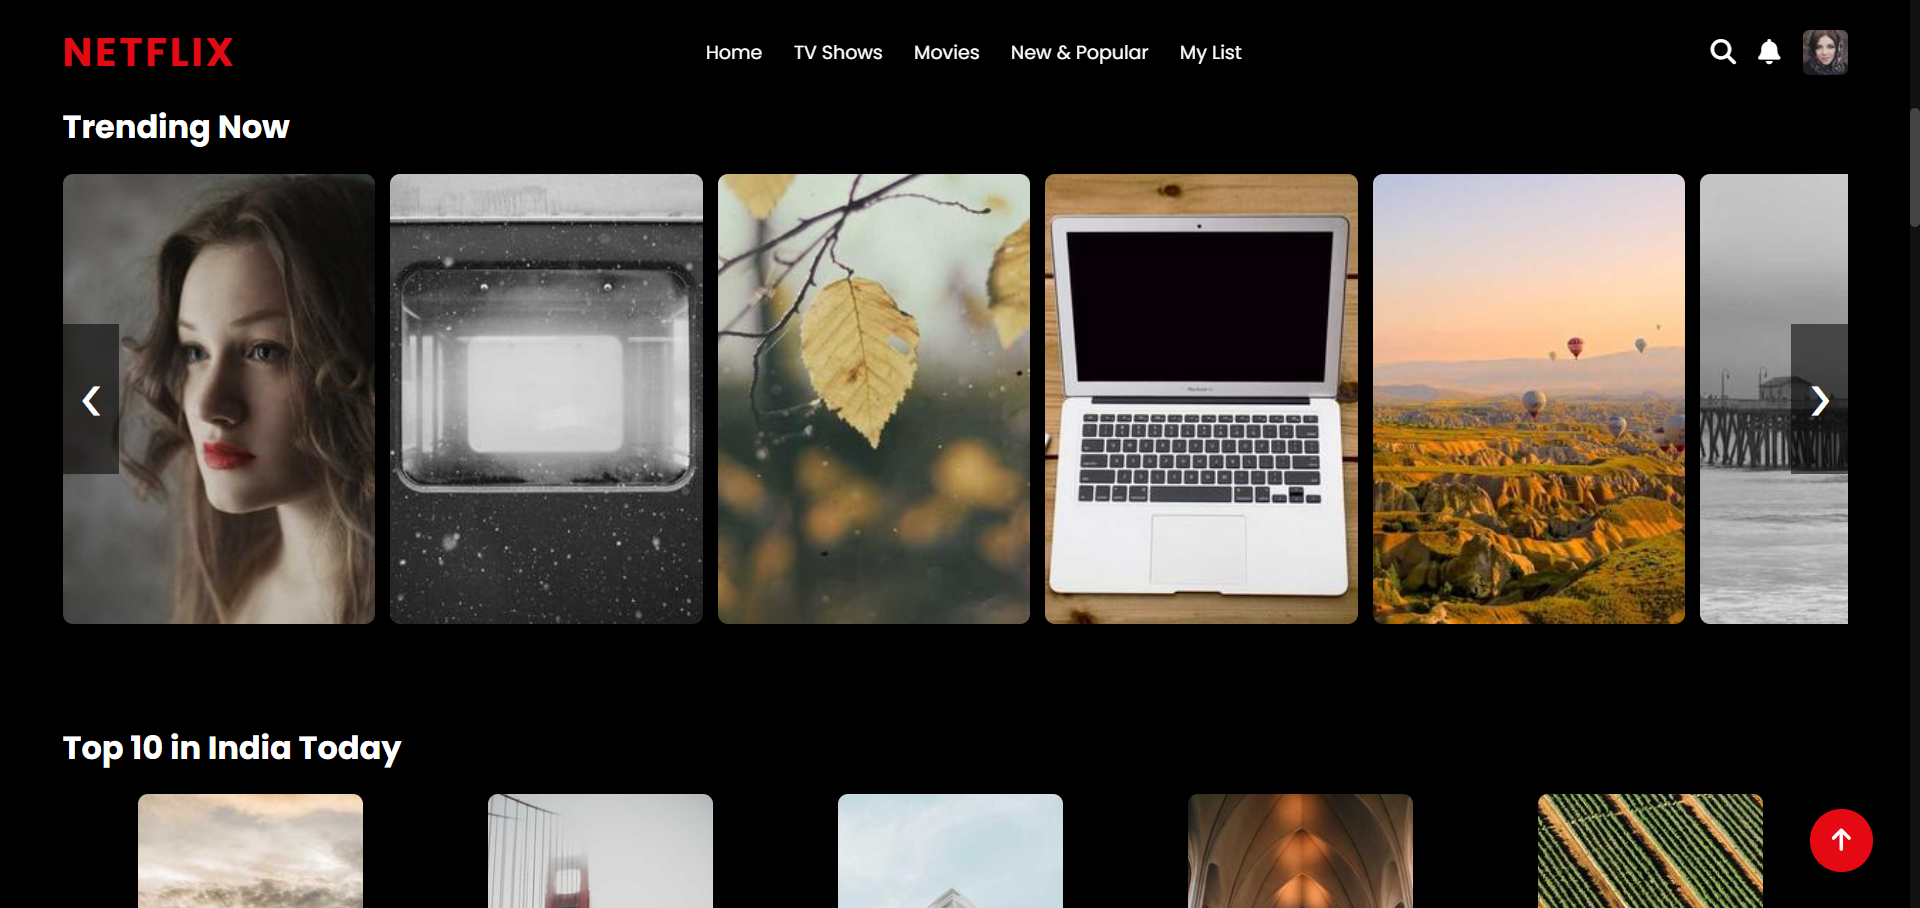 NETFLIX
Home
TV Shows
Movies
New & Popular
My List
Trending Now
Top 10 in India Today